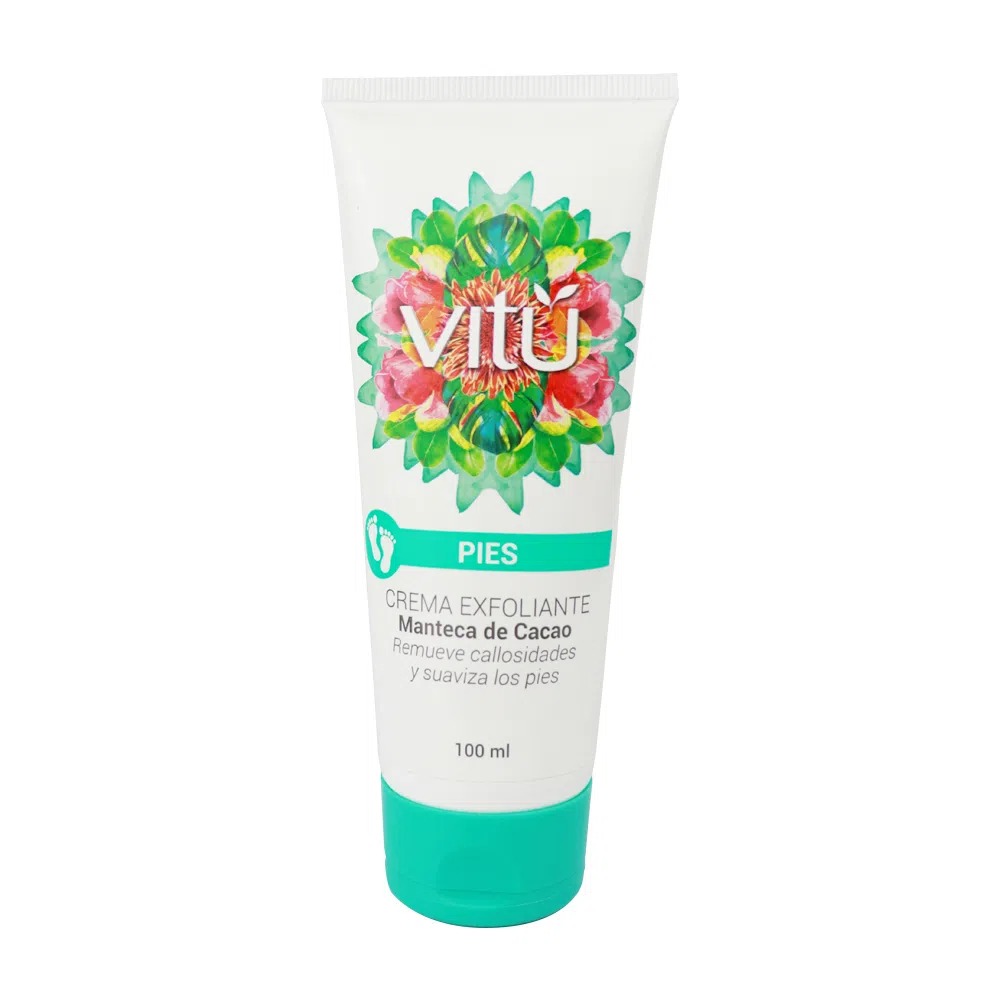 vitú
PIES
CREMA EXFOLIANTE
Manteca de Cacao
Remueve callosidades
y suaviza los pies
100 ml